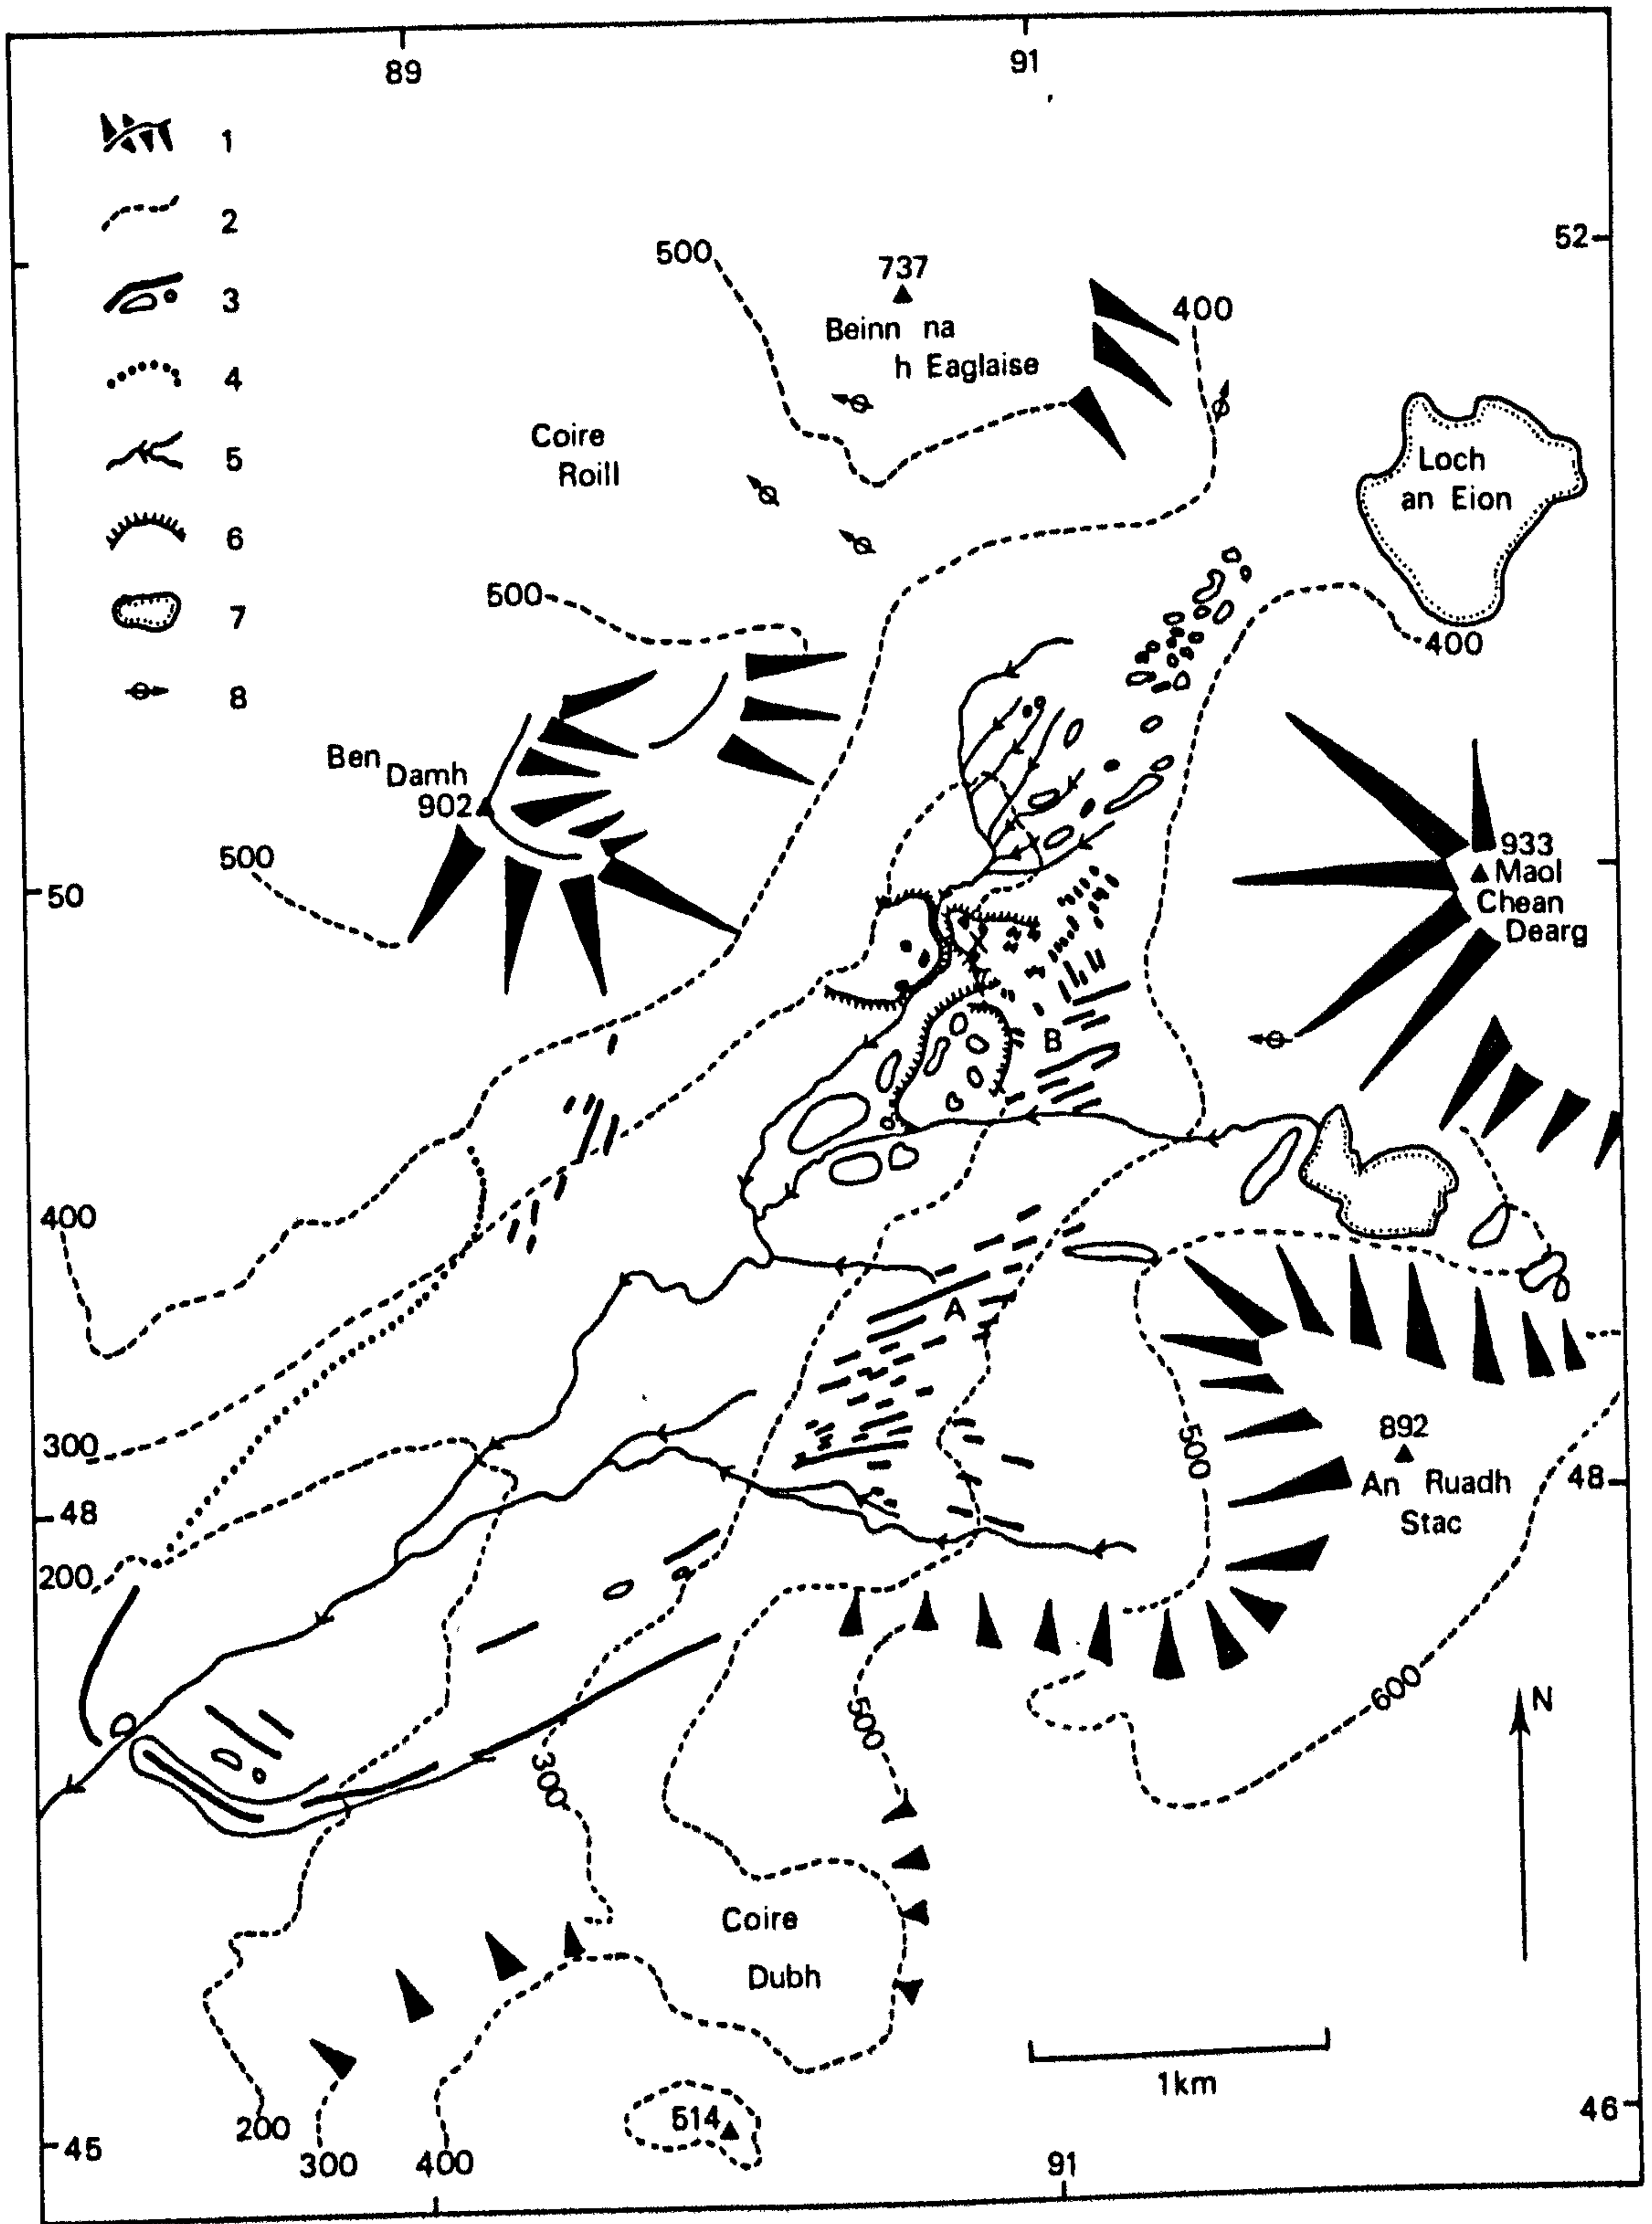 89
91
1
2
3
4
5
6
7
8
52
500
737
Beinn na
h Eaglaise
400
Coire
Roill
Loch
an Eion
500
400
Ben
Damh
902
500
50
933
Maol
Chean
Dearg
B
400
A
300
500
892
An Ruadh
Stac
48
48
200
600
N
500
300
Coire
Dubh
1km
514
46
45
200
300
400
91